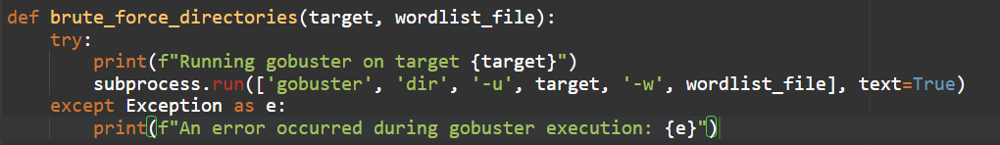 def brute_force_directories(target, wordlist_file):
    try:
        print(f"Running gobuster on target {target}")
        subprocess.run(['gobuster', 'dir', '-u', target, '-w', wordlist_file], text=True)
    except Exception as e:
        print(f"An error occurred during gobuster execution: {e}")